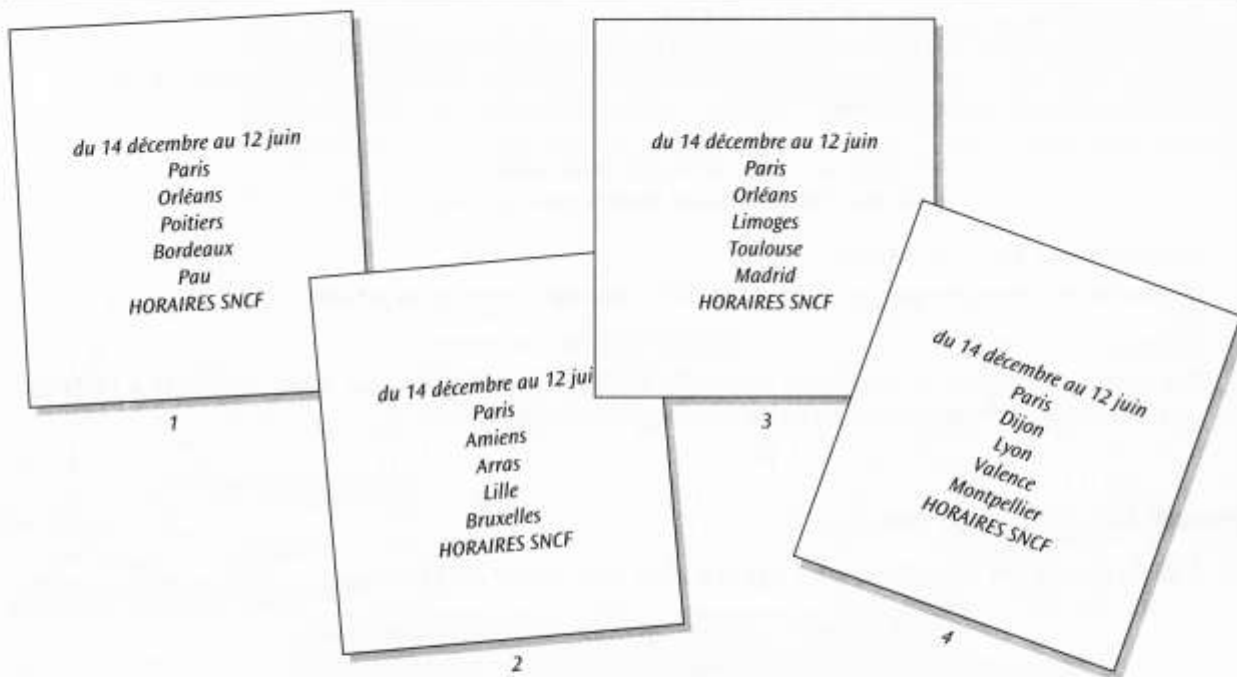 du 14 décembre au 12 juin
Paris
Orléans
Poitiers
Bordeaux
Pau
HORAIRES SNCF
1
du 14 décembre au 12 jui
Paris
Amiens
Arras
Lille
Bruxelles
HORAIRES SNCF
2
du 14 décembre au 12 juin
Paris
Orléans
Limoges
Toulouse
Madrid
HORAIRES SNCF
3
du 14 décembre au 12 juin
Paris
Dijon
Lyon
Valence
Montpellier
HORAIRES SNCF
4